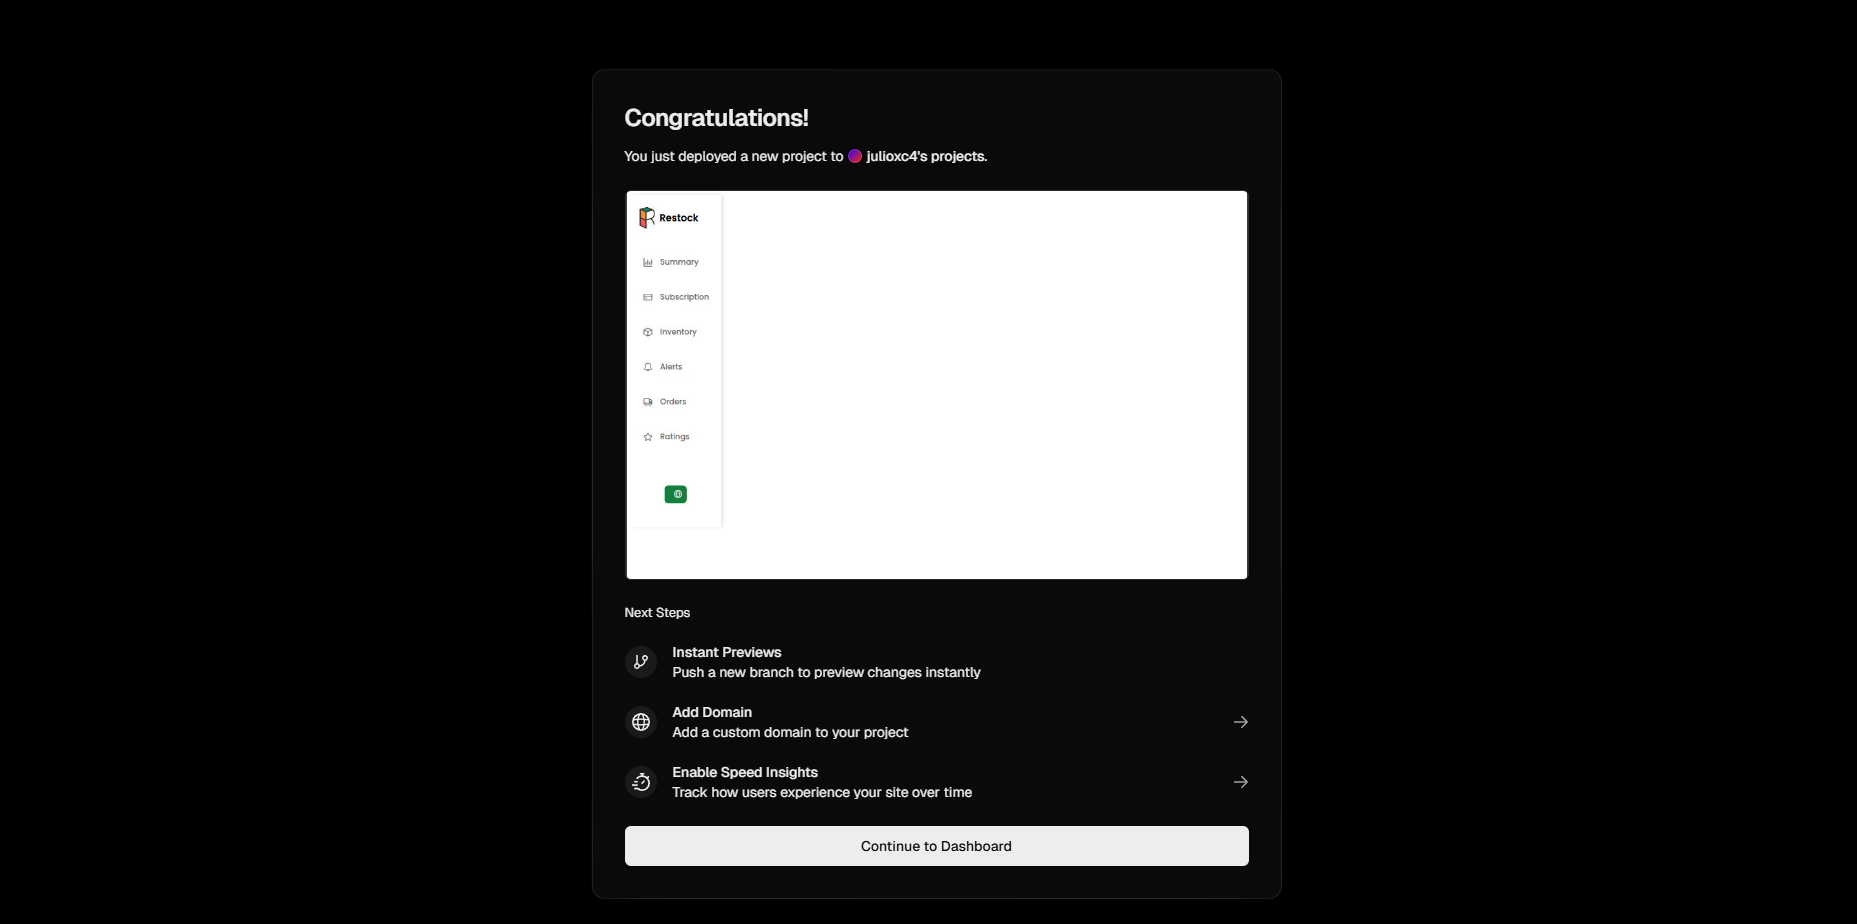 Congratulations!
You just deployed a new project to julioxc4's projects.
Restock
Summary
Subscription
Inventory
Alerts
Orders
Ratings
Next Steps
Instant Previews
Push a new branch to preview changes instantly
Add Domain
Add a custom domain to your project
Enable Speed Insights
Track how users experience your site over time
Continue to Dashboard